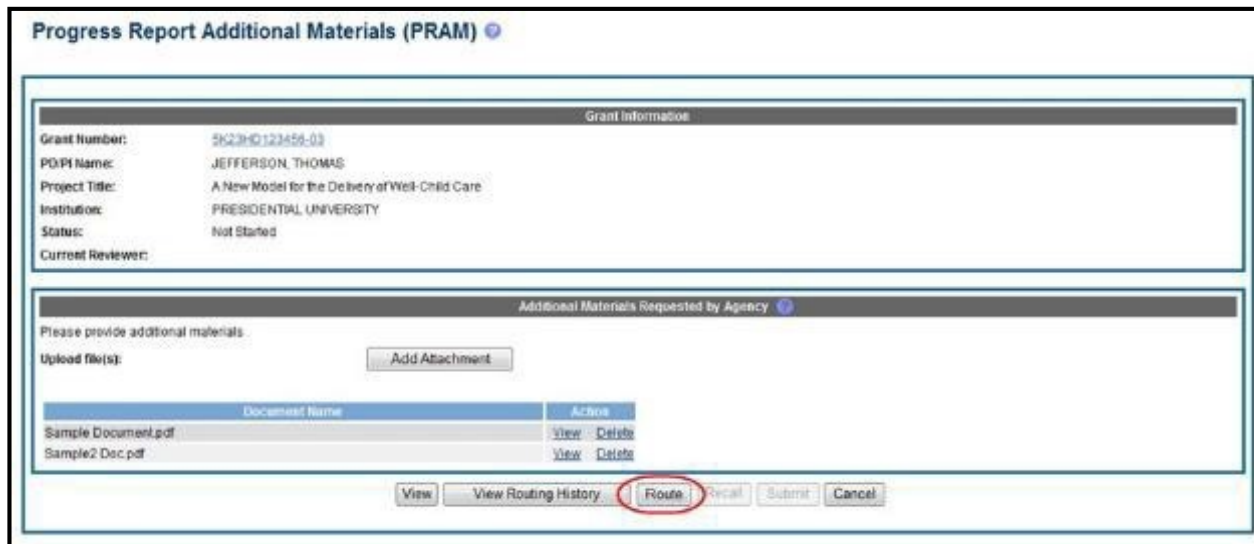 Progress Report Additional Materials (PRAM) ?
Grant Information
Grant Number: 5K23HD123456-03
PD/PI Name: JEFFERSON, THOMAS
Project Title: A New Model for the Delivery of Well-Child Care
Institution: PRESIDENTIAL UNIVERSITY
Status: Not Started
Current Reviewer:
Additional Materials Requested by Agency ?
Please provide additional materials
Upload file(s): Add Attachment
Document Name Action
Sample Document.pdf View Delete
Sample2 Doc.pdf View Delete
View View Routing History Route Recall Submit Cancel